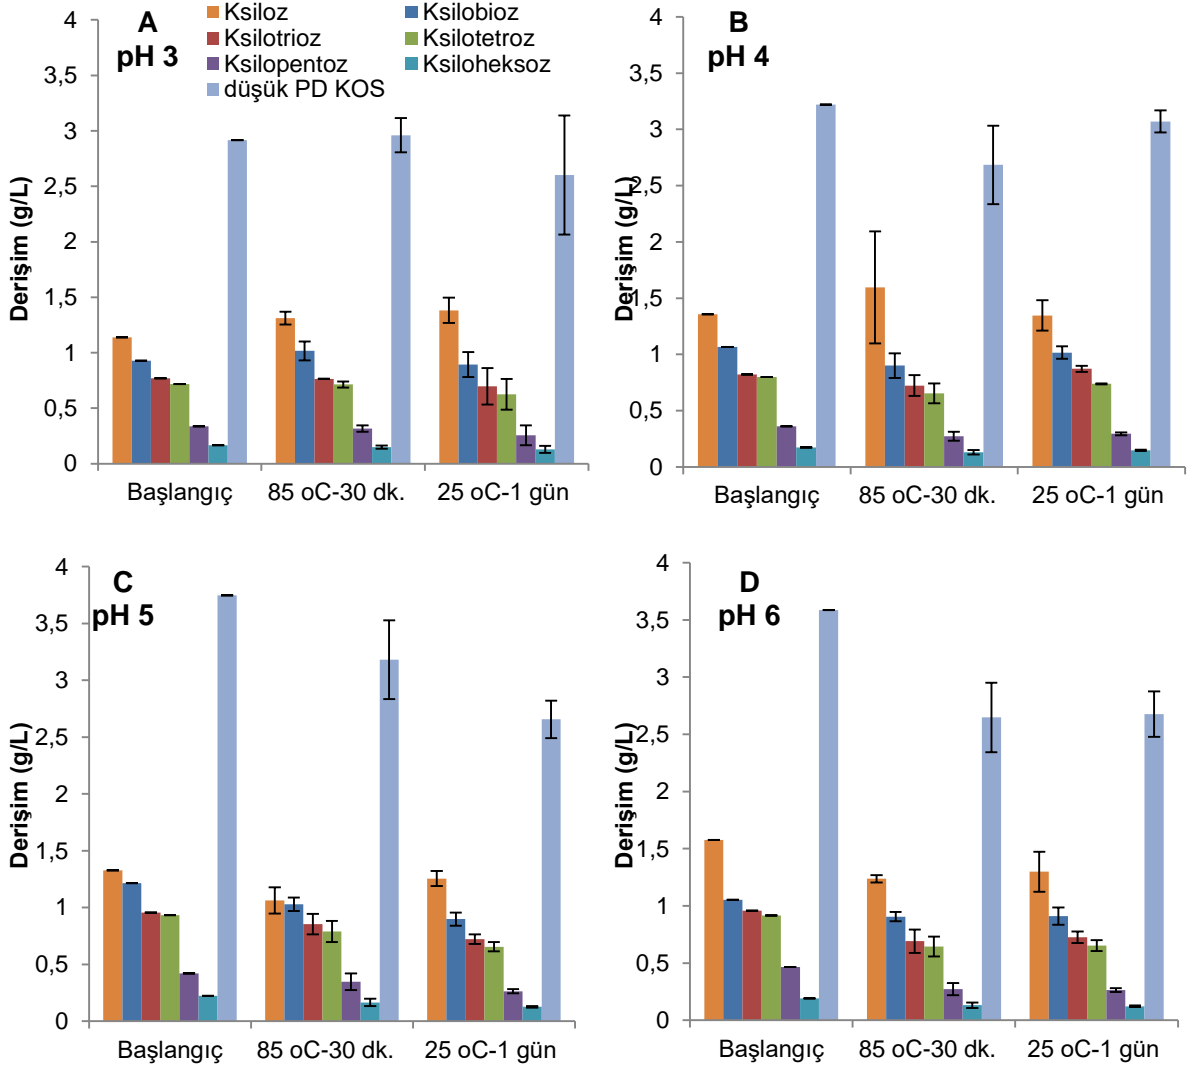 A
pH 3
Ksiloz
Ksilobioz
Ksilotrioz
Ksilotetroz
Ksilopentoz
Ksiloheksoz
düşük PD KOS
Derişim (g/L)
4
3,5
3
2,5
2
1,5
1
0,5
0
Başlangıç
85 oC-30 dk.
25 oC-1 gün
B
pH 4
Derişim (g/L)
4
3,5
3
2,5
2
1,5
1
0,5
0
Başlangıç
85 oC-30 dk.
25 oC-1 gün
C
pH 5
Derişim (g/L)
4
3,5
3
2,5
2
1,5
1
0,5
0
Başlangıç
85 oC-30 dk.
25 oC-1 gün
D
pH 6
Derişim (g/L)
4
3,5
3
2,5
2
1,5
1
0,5
0
Başlangıç
85 oC-30 dk.
25 oC-1 gün